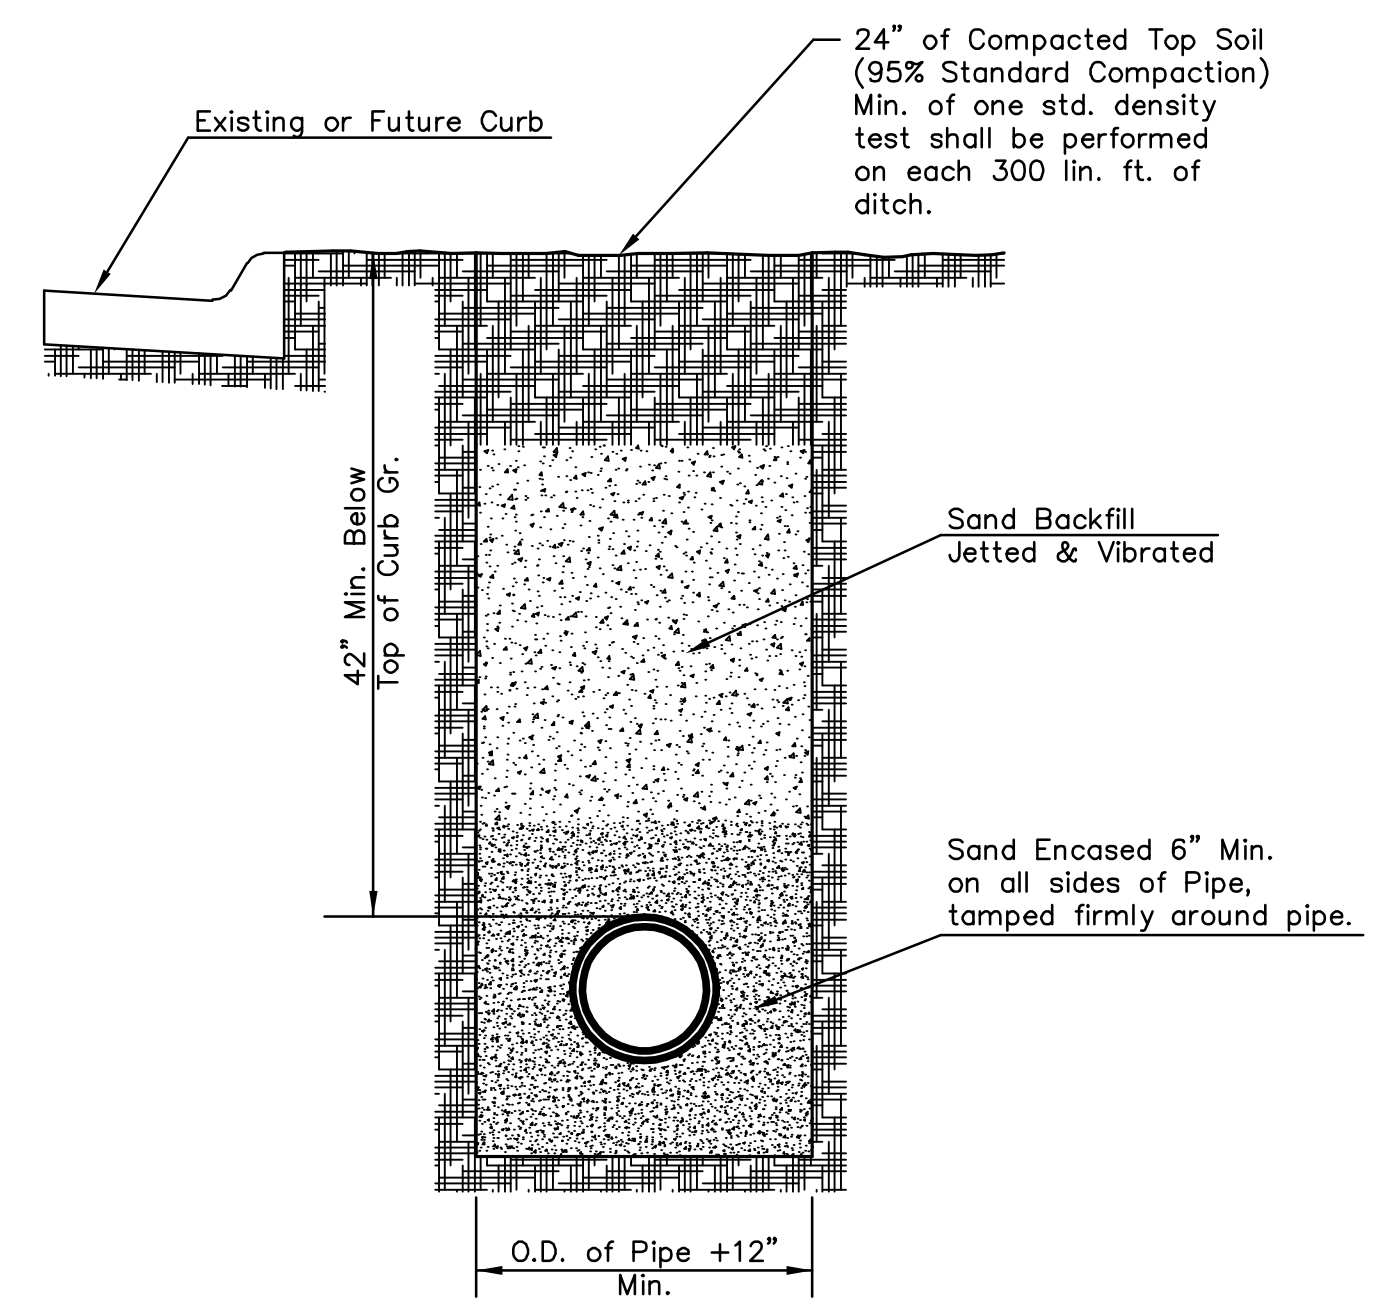 24" of Compacted Top Soil
(95% Standard Compaction)
Min. of one std. density
test shall be performed
on each 300 lin. ft. of
ditch.
Existing or Future Curb
42" Min. Below
Top of Curb Gr.
Sand Backfill
Jetted & Vibrated
Sand Encased 6" Min.
on all sides of Pipe,
tamped firmly around pipe.
O.D. of Pipe +12"
Min.